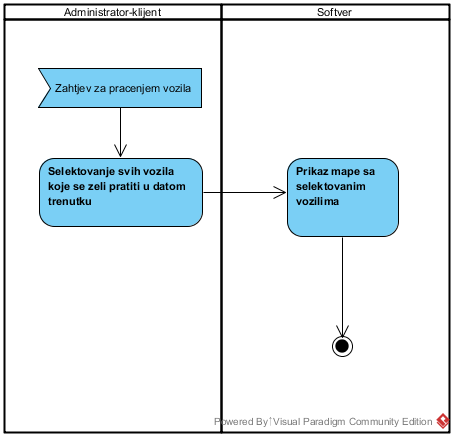 Administrator-klijent
Softver
Zahtjev za pracenjem vozila
Selektovanje svih vozila
koje se zeli pratiti u datom
trenutku
Prikaz mape sa
selektovanim
vozilima
Powered By Visual Paradigm Community Edition